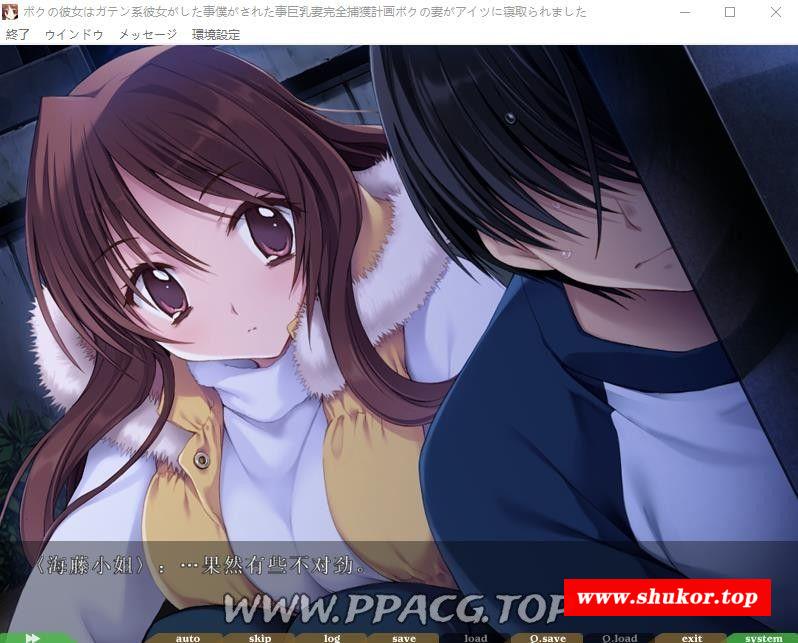 ボクの彼女はガテン系彼女がした事僕がされた事巨乳妻完全捕獲計画ボクの妻がアイツに寝取られました
終了 ウインドウ メッセージ 環境設定
〈海藤小姐〉：…果然有些不对劲。
WWW.PPACG.TOP
www.shukor.top
auto skip log save load Q.save Q.load exit system